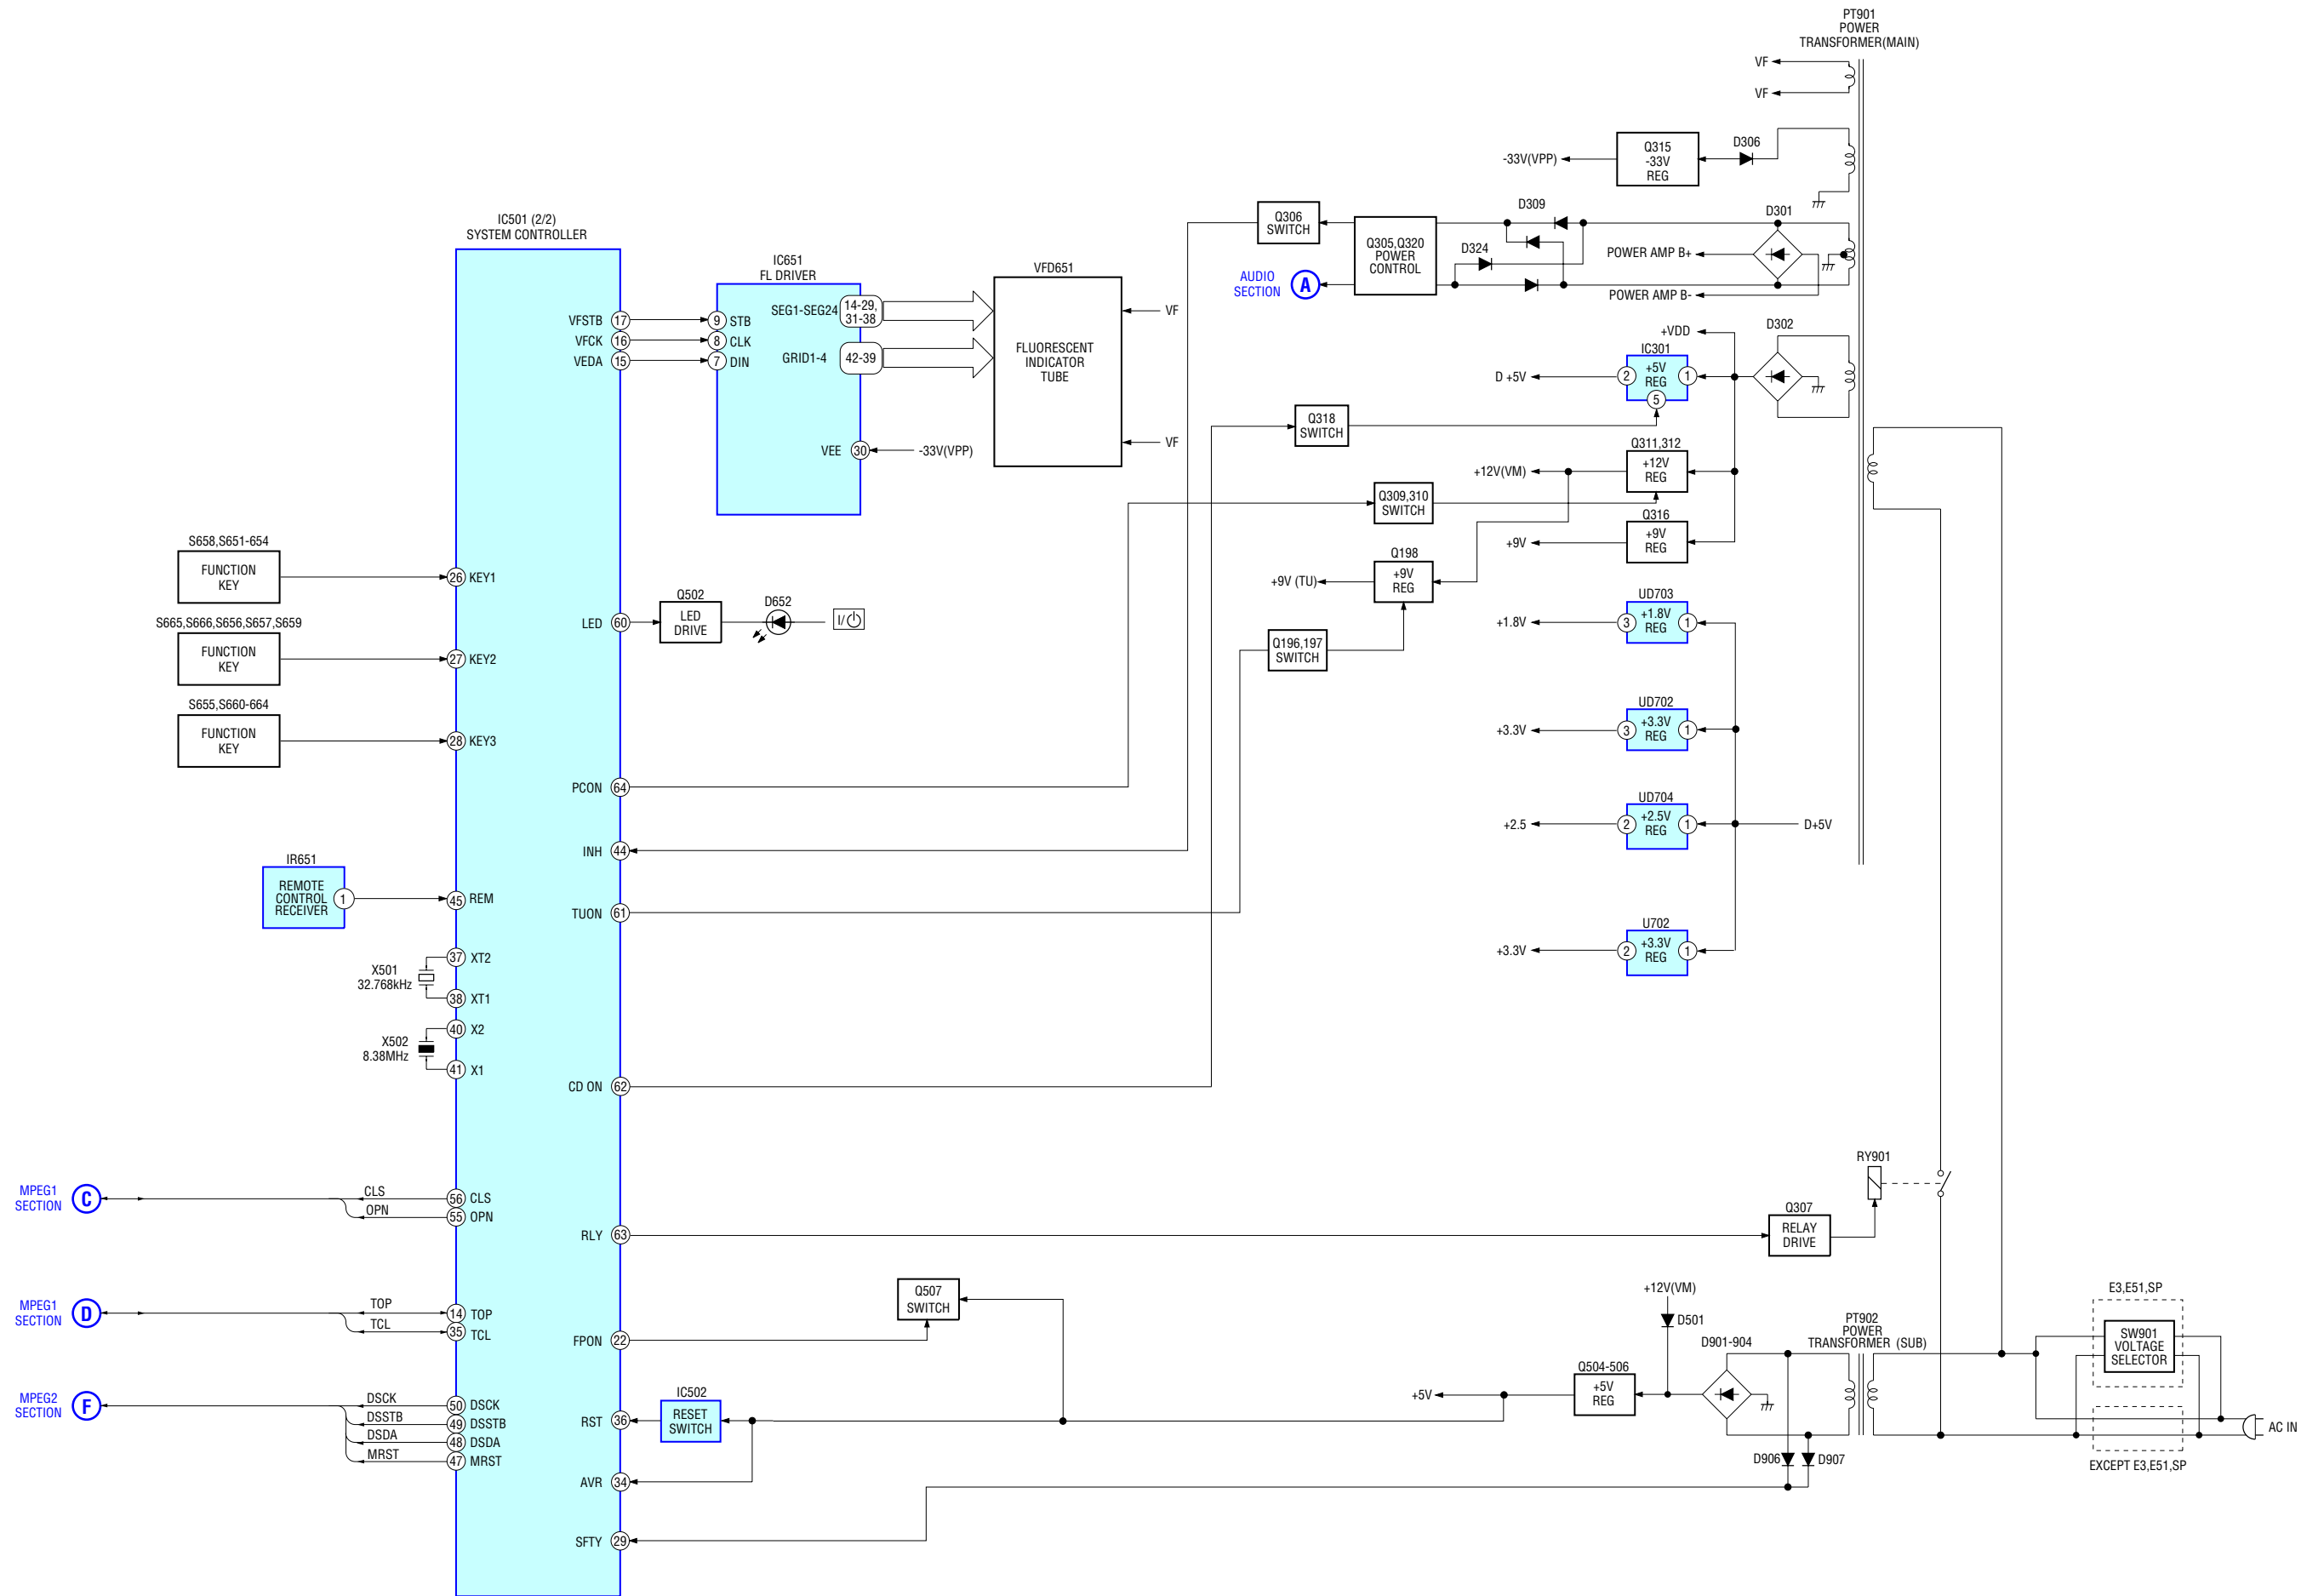 PT901
POWER
TRANSFORMER(MAIN)
VF
VF
Q315
-33V
REG
D306
-33V(VPP)
Q306
SWITCH
Q305,Q320
POWER
CONTROL
D309
D324
D301
POWER AMP B+
POWER AMP B-
AUDIO
SECTION
A
IC501 (2/2)
SYSTEM CONTROLLER
IC651
FL DRIVER
VFD651
SEG1-SEG24
14-29,
31-38
GRID1-4
42-39
FLUORESCENT
INDICATOR
TUBE
VF
VF
VFSTB 17
VFCK 16
VEDA 15
9 STB
8 CLK
7 DIN
VEE 30
-33V(VPP)
+VDD
D302
IC301
+5V
REG
2
1
5
D +5V
Q318
SWITCH
Q311,312
+12V
REG
+12V(VM)
Q309,310
SWITCH
Q316
+9V
REG
+9V
Q198
+9V
REG
+9V (TU)
Q196,197
SWITCH
UD703
+1.8V
REG
3
1
+1.8V
UD702
+3.3V
REG
3
1
+3.3V
UD704
+2.5V
REG
2
1
+2.5
D+5V
U702
+3.3V
REG
2
1
+3.3V
S658,S651-654
FUNCTION
KEY
26 KEY1
S665,S666,S656,S657,S659
FUNCTION
KEY
27 KEY2
S655,S660-664
FUNCTION
KEY
28 KEY3
LED 60
Q502
LED
DRIVE
D652
I/
PCON 64
INH 44
TUON 61
IR651
REMOTE
CONTROL
RECEIVER
1
45 REM
37 XT2
X501
32.768kHz
38 XT1
40 X2
X502
8.38MHz
41 X1
CD ON 62
MPEG1
SECTION
C
CLS
OPN
56 CLS
55 OPN
RLY 63
Q307
RELAY
DRIVE
RY901
MPEG1
SECTION
D
TOP
TCL
14 TOP
35 TCL
Q507
SWITCH
FPON 22
MPEG2
SECTION
F
DSCK
DSSTB
DSDA
MRST
50 DSCK
49 DSSTB
48 DSDA
47 MRST
IC502
RESET
SWITCH
RST 36
AVR 34
SFTY 29
+12V(VM)
D501
Q504-506
+5V
REG
+5V
D901-904
D906
D907
PT902
POWER
TRANSFORMER (SUB)
E3,E51,SP
SW901
VOLTAGE
SELECTOR
EXCEPT E3,E51,SP
AC IN